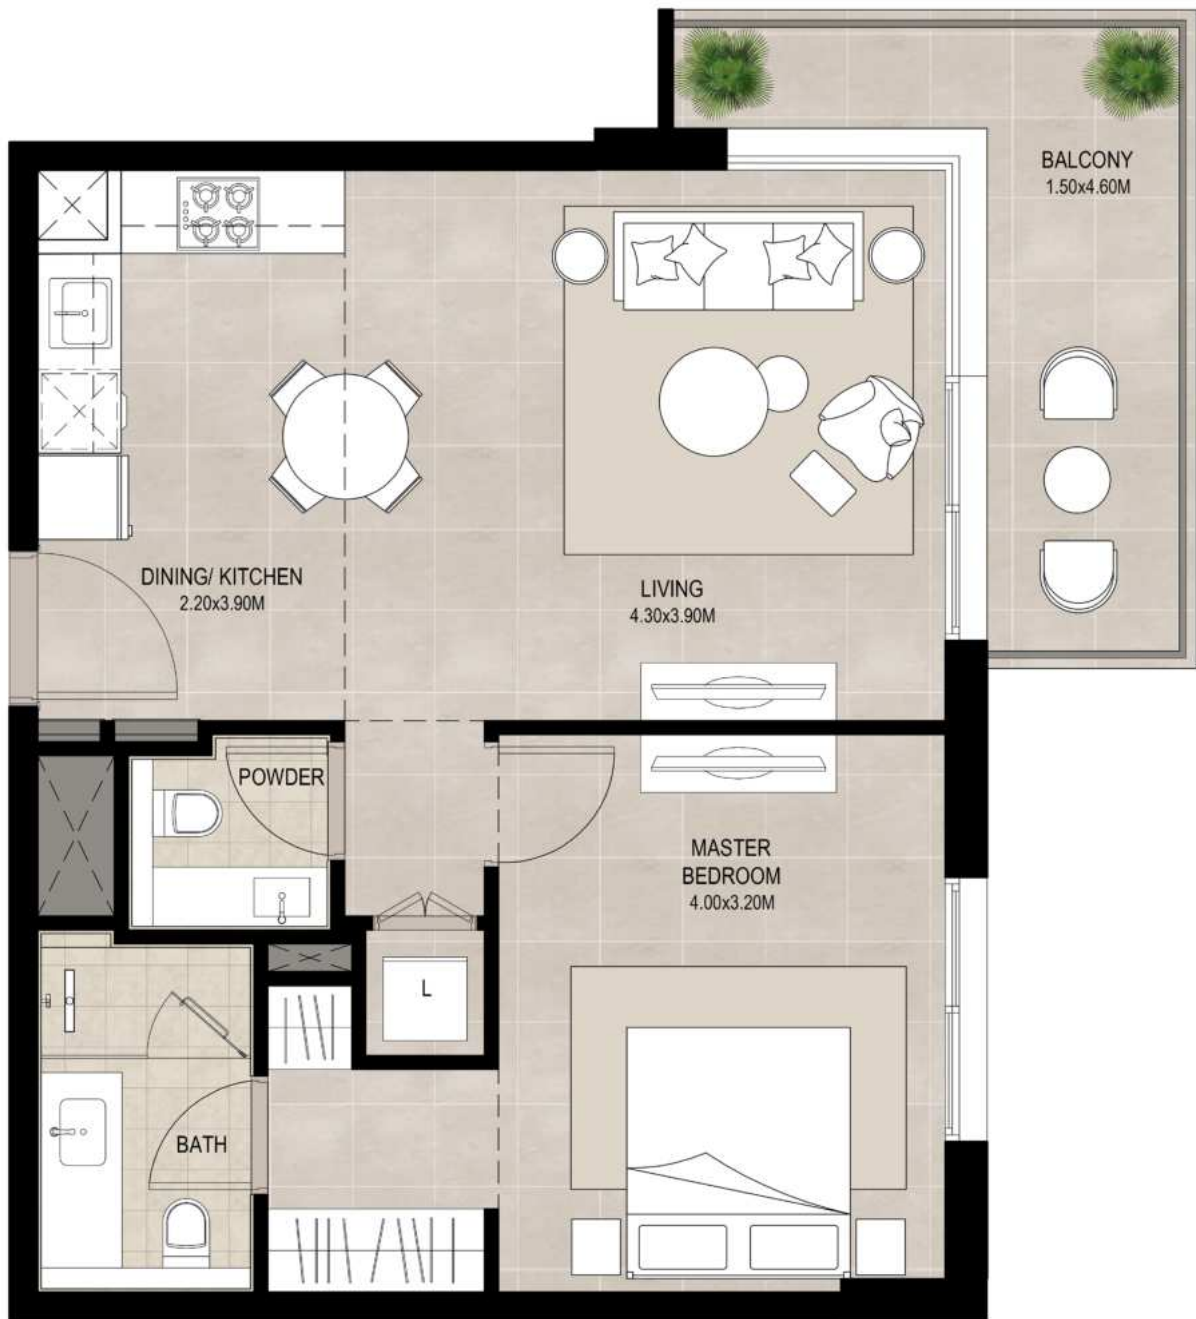 BALCONY
1.50x4.60M
DINING/ KITCHEN
2.20x3.90M
LIVING
4.30x3.90M
POWDER
MASTER
BEDROOM
4.00x3.20M
L
BATH